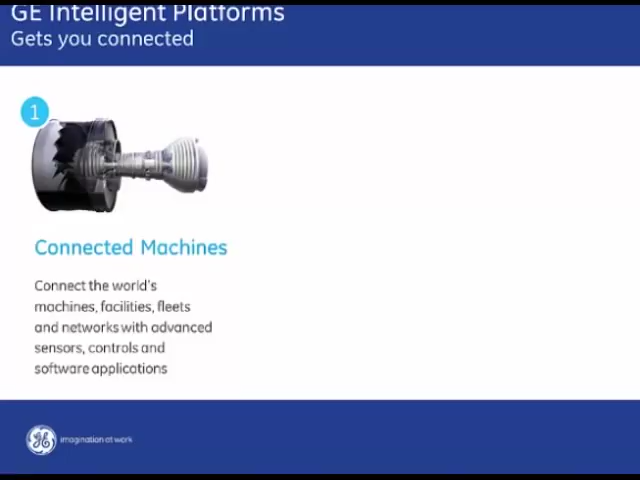 GE Intelligent Platforms
Gets you connected
1
Connected Machines
Connect the world's
machines, facilities, fleets
and networks with advanced
sensors, controls and
software applications
GE imagination at work